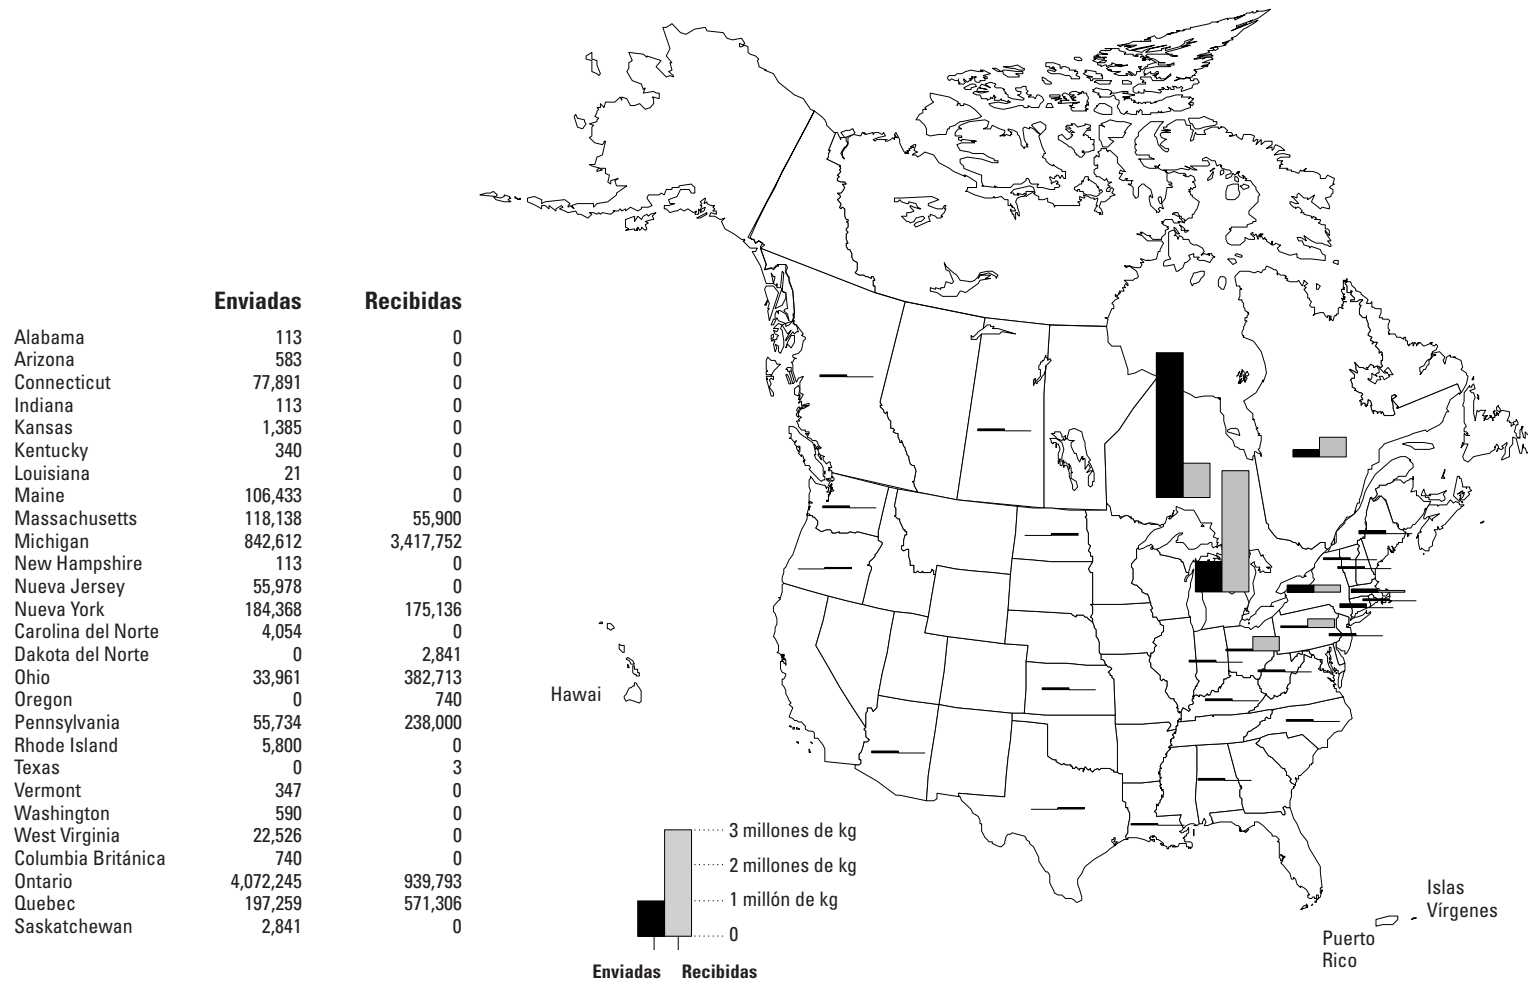 Enviadas Recibidas
Alabama 113 0
Arizona 583 0
Connecticut 77,891 0
Indiana 113 0
Kansas 1,385 0
Kentucky 340 0
Louisiana 21 0
Maine 106,433 0
Massachusetts 118,138 55,900
Michigan 842,612 3,417,752
New Hampshire 113 0
Nueva Jersey 55,978 0
Nueva York 184,368 175,136
Carolina del Norte 4,054 0
Dakota del Norte 0 2,841
Ohio 33,961 382,713
Oregon 0 740
Pennsylvania 55,734 238,000
Rhode Island 5,800 0
Texas 0 3
Vermont 347 0
Washington 590 0
West Virginia 22,526 0
Columbia Británica 740 0
Ontario 4,072,245 939,793
Quebec 197,259 571,306
Saskatchewan 2,841 0
Hawai
3 millones de kg
2 millones de kg
1 millón de kg
0
Enviadas Recibidas
Islas
Vírgenes
Puerto
Rico